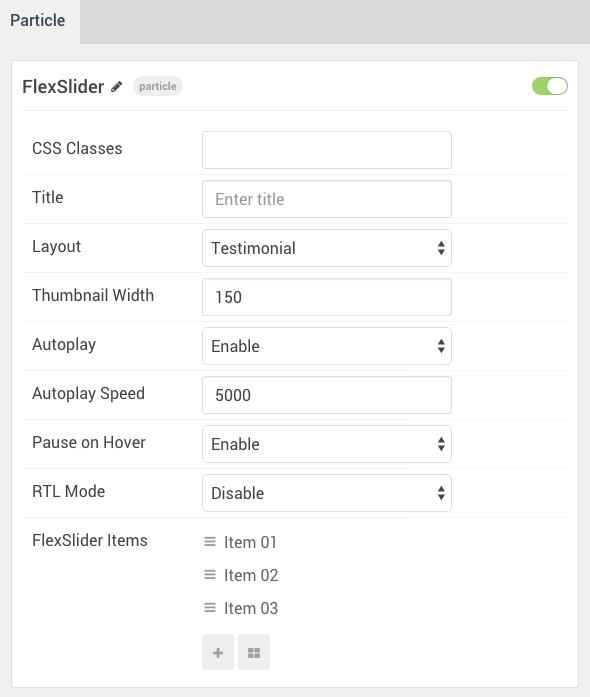 Particle
FlexSlider particle
CSS Classes
Title Enter title
Layout Testimonial
Thumbnail Width 150
Autoplay Enable
Autoplay Speed 5000
Pause on Hover Enable
RTL Mode Disable
FlexSlider Items Item 01
Item 02
Item 03